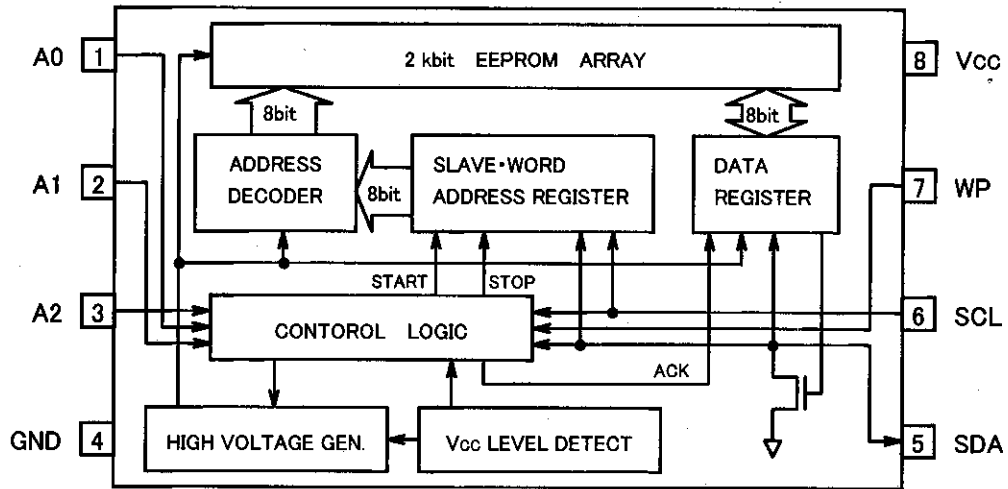 A0 1
2 kbit EEPROM ARRAY
8 Vcc
8bit
8bit
A1 2
ADDRESS
DECODER
8bit
SLAVE・WORD
ADDRESS REGISTER
DATA
REGISTER
7 WP
START
STOP
A2 3
CONTOROL LOGIC
6 SCL
ACK
GND 4
HIGH VOLTAGE GEN.
Vcc LEVEL DETECT
5 SDA